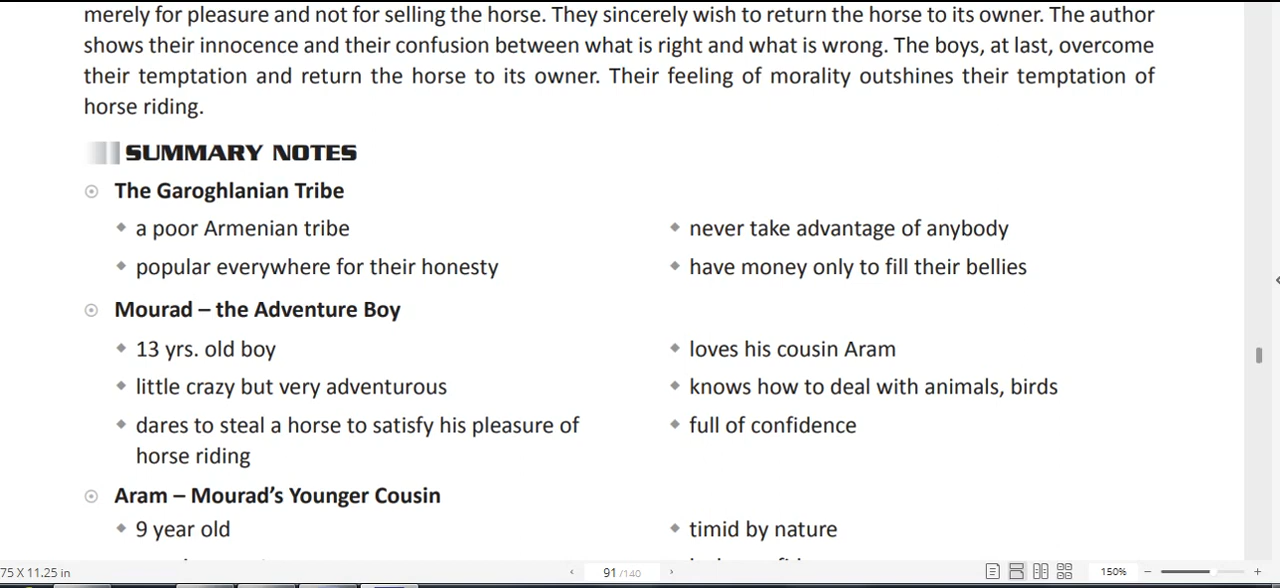 merely for pleasure and not for selling the horse. They sincerely wish to return the horse to its owner. The author
shows their innocence and their confusion between what is right and what is wrong. The boys, at last, overcome
their temptation and return the horse to its owner. Their feeling of morality outshines their temptation of
horse riding.
SUMMARY NOTES
The Garoghlanian Tribe
a poor Armenian tribe
never take advantage of anybody
popular everywhere for their honesty
have money only to fill their bellies
Mourad – the Adventure Boy
13 yrs. old boy
loves his cousin Aram
little crazy but very adventurous
knows how to deal with animals, birds
dares to steal a horse to satisfy his pleasure of
horse riding
full of confidence
Aram – Mourad's Younger Cousin
9 year old
timid by nature
75 X 11.25 in
91 /140
150%